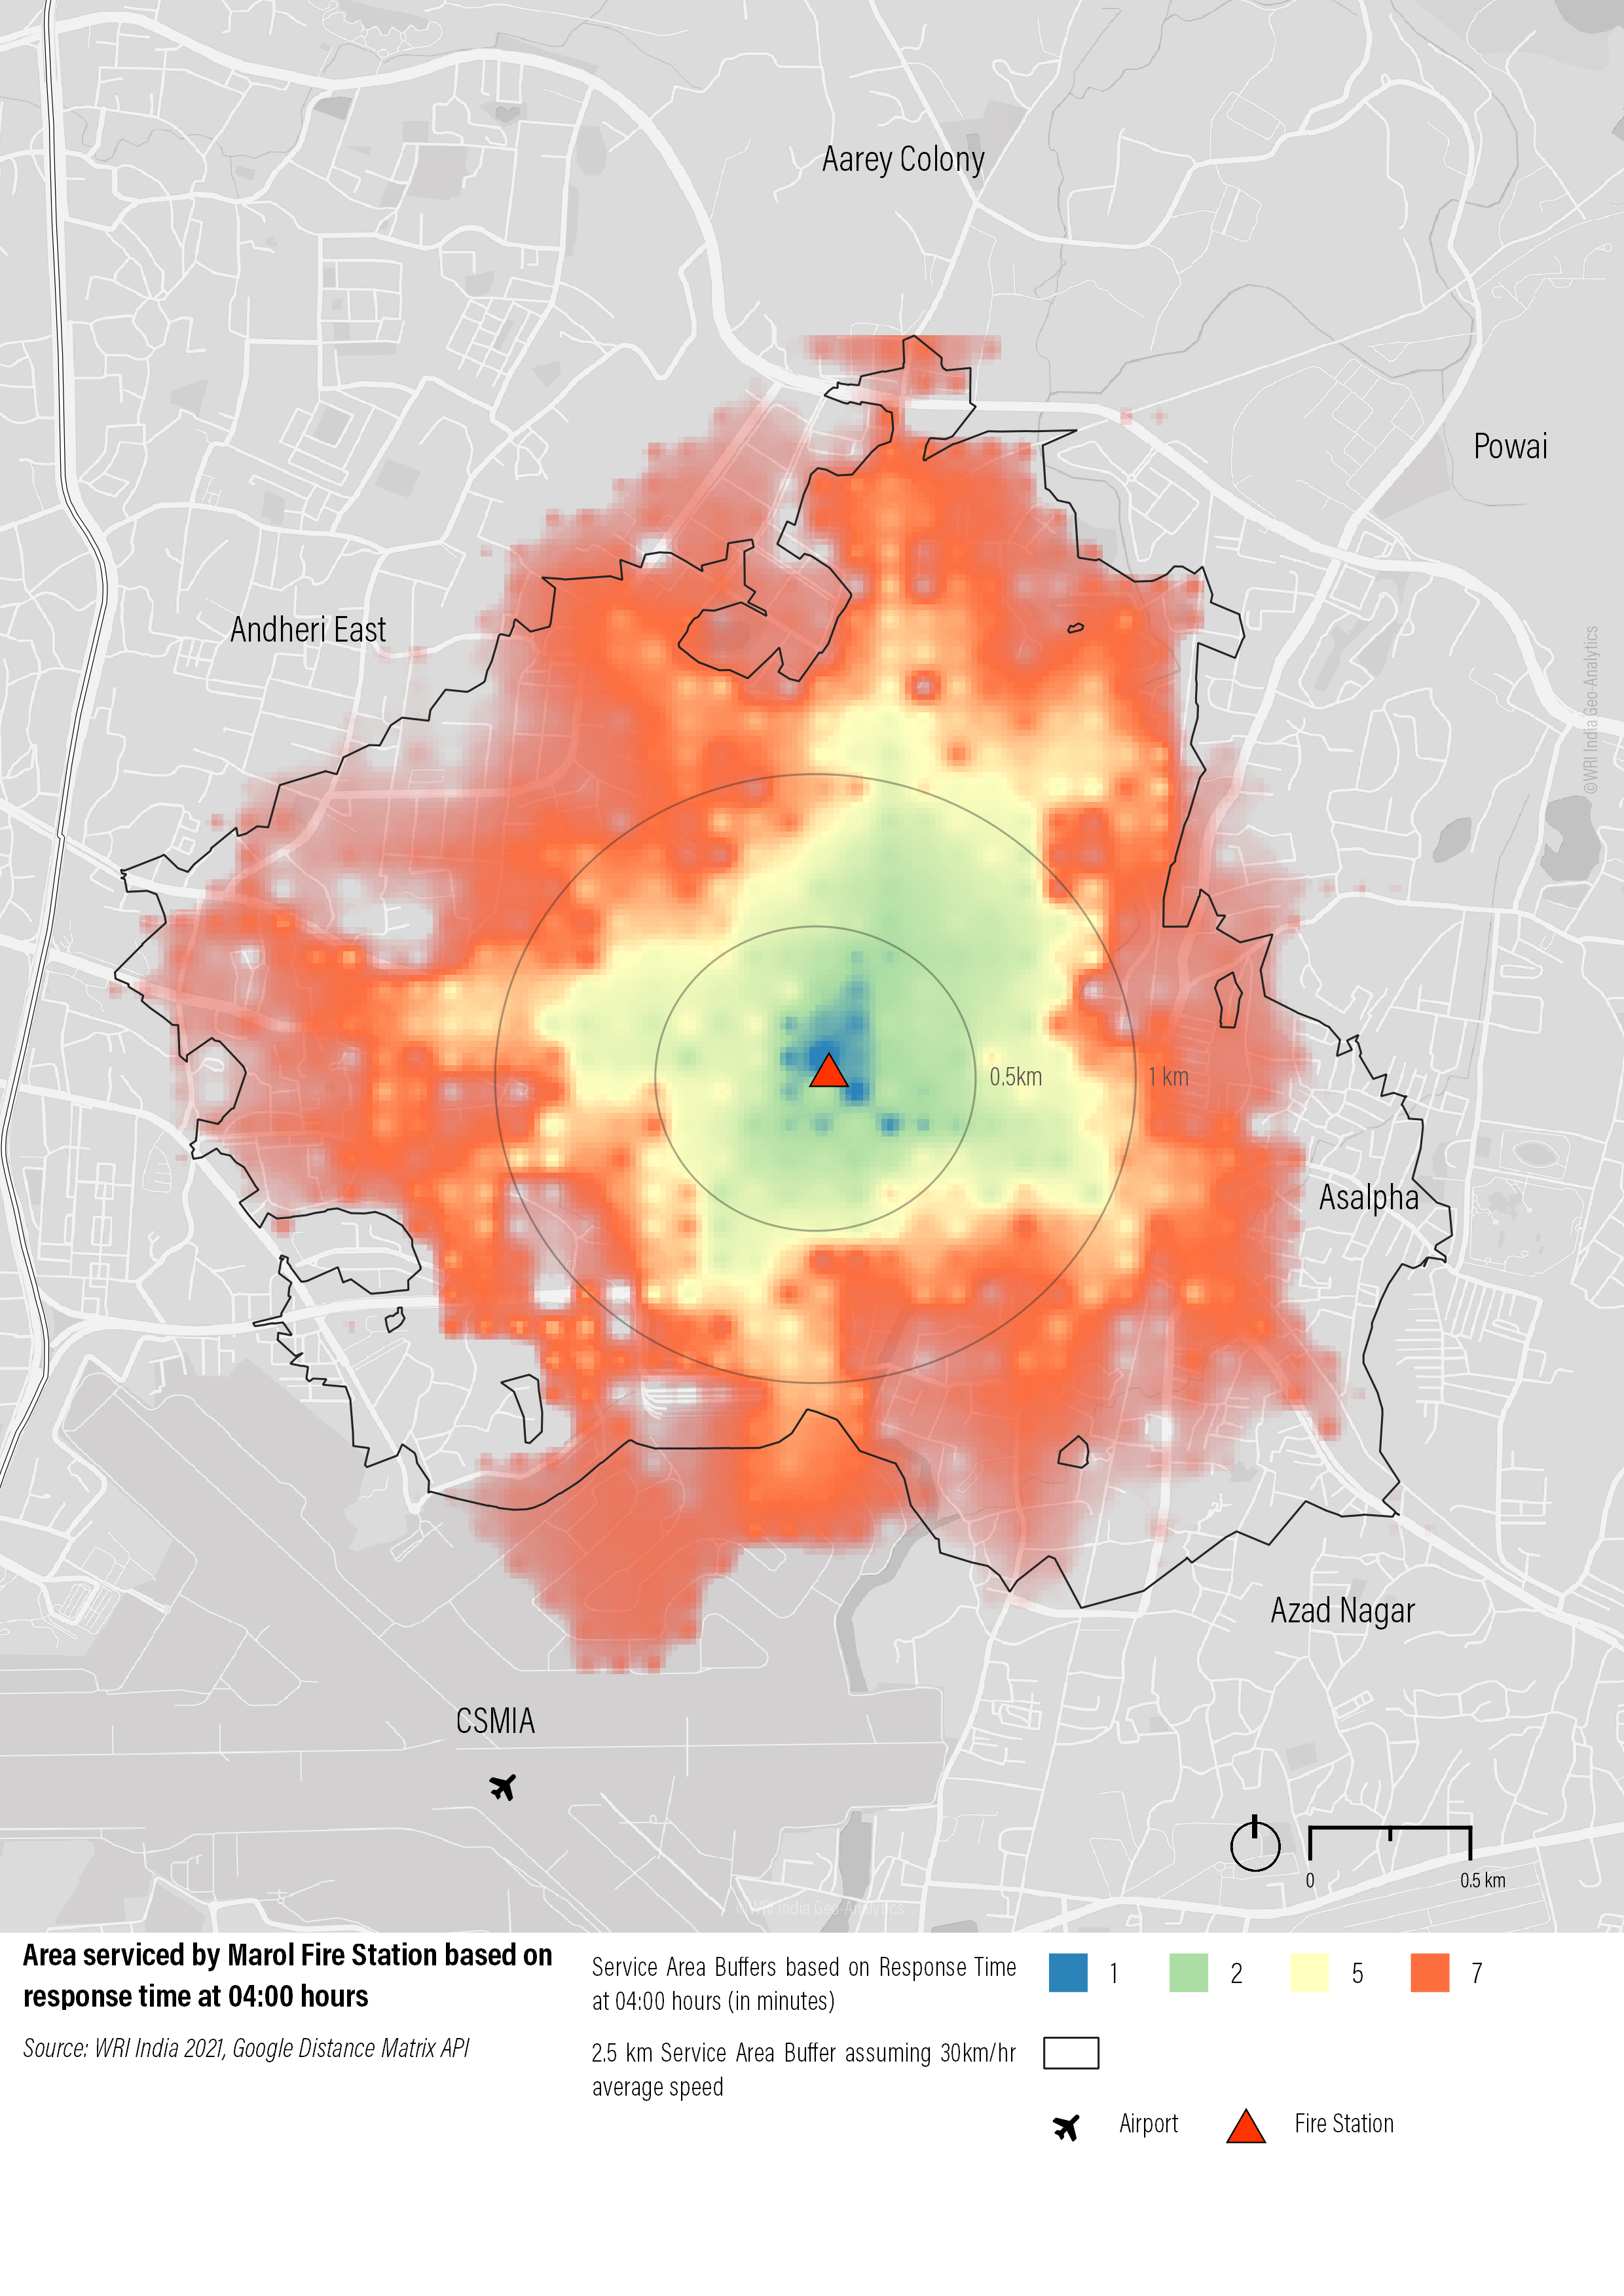 Aarey Colony
Powai
Andheri East
©WRI India Geo-Analytics
0.5km
1 km
Asalpha
Azad Nagar
CSMIA
0
0.5 km
©WRI India Geo-Analytics
Area serviced by Marol Fire Station based on
response time at 04:00 hours
Source: WRI India 2021, Google Distance Matrix API
Service Area Buffers based on Response Time
at 04:00 hours (in minutes)
1
2
5
7
2.5 km Service Area Buffer assuming 30km/hr
average speed
Airport
Fire Station